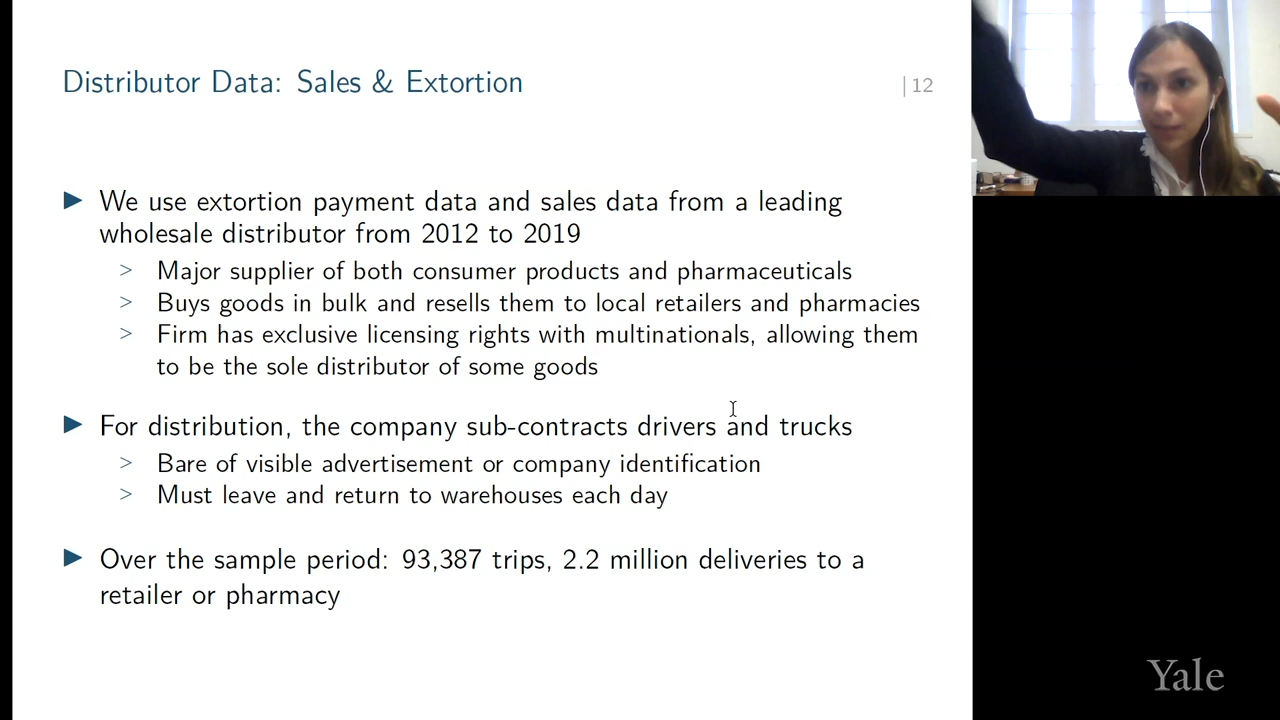 Distributor Data: Sales & Extortion
| 12
▶ We use extortion payment data and sales data from a leading
wholesale distributor from 2012 to 2019
> Major supplier of both consumer products and pharmaceuticals
> Buys goods in bulk and resells them to local retailers and pharmacies
> Firm has exclusive licensing rights with multinationals, allowing them
to be the sole distributor of some goods
▶ For distribution, the company sub-contracts drivers and trucks
> Bare of visible advertisement or company identification
> Must leave and return to warehouses each day
▶ Over the sample period: 93,387 trips, 2.2 million deliveries to a
retailer or pharmacy
Yale